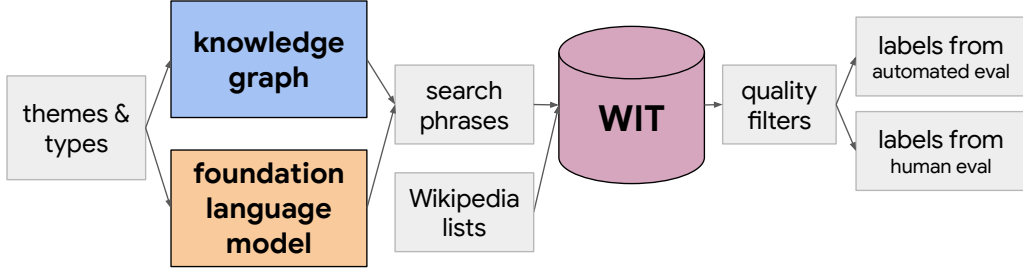 themes &
types
knowledge
graph
foundation
language
model
search
phrases
Wikipedia
lists
WIT
quality
filters
labels from
automated eval
labels from
human eval